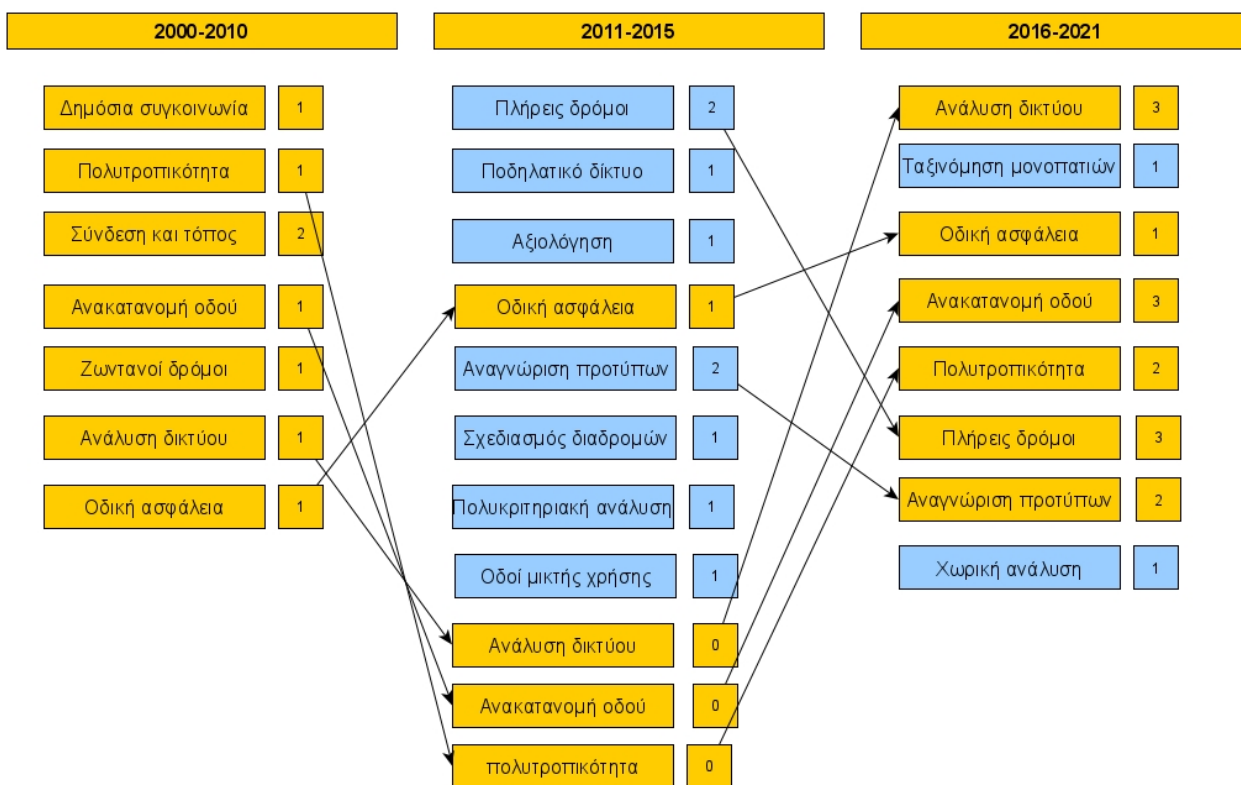 2000-2010
Δημόσια συγκοινωνία 1
Πολυτροπικότητα 1
Σύνδεση και τόπος 2
Ανακατανομή οδού 1
Ζωντανοί δρόμοι 1
Ανάλυση δικτύου 1
Οδική ασφάλεια 1
2011-2015
Πλήρεις δρόμοι 2
Ποδηλατικό δίκτυο 1
Αξιολόγηση 1
Οδική ασφάλεια 1
Αναγνώριση προτύπων 2
Σχεδιασμός διαδρομών 1
Πολυκριτηριακή ανάλυση 1
Οδοί μικτής χρήσης 1
Ανάλυση δικτύου 0
Ανακατανομή οδού 0
πολυτροπικότητα 0
2016-2021
Ανάλυση δικτύου 3
Ταξινόμηση μονοπατιών 1
Οδική ασφάλεια 1
Ανακατανομή οδού 3
Πολυτροπικότητα 2
Πλήρεις δρόμοι 3
Αναγνώριση προτύπων 2
Χωρική ανάλυση 1